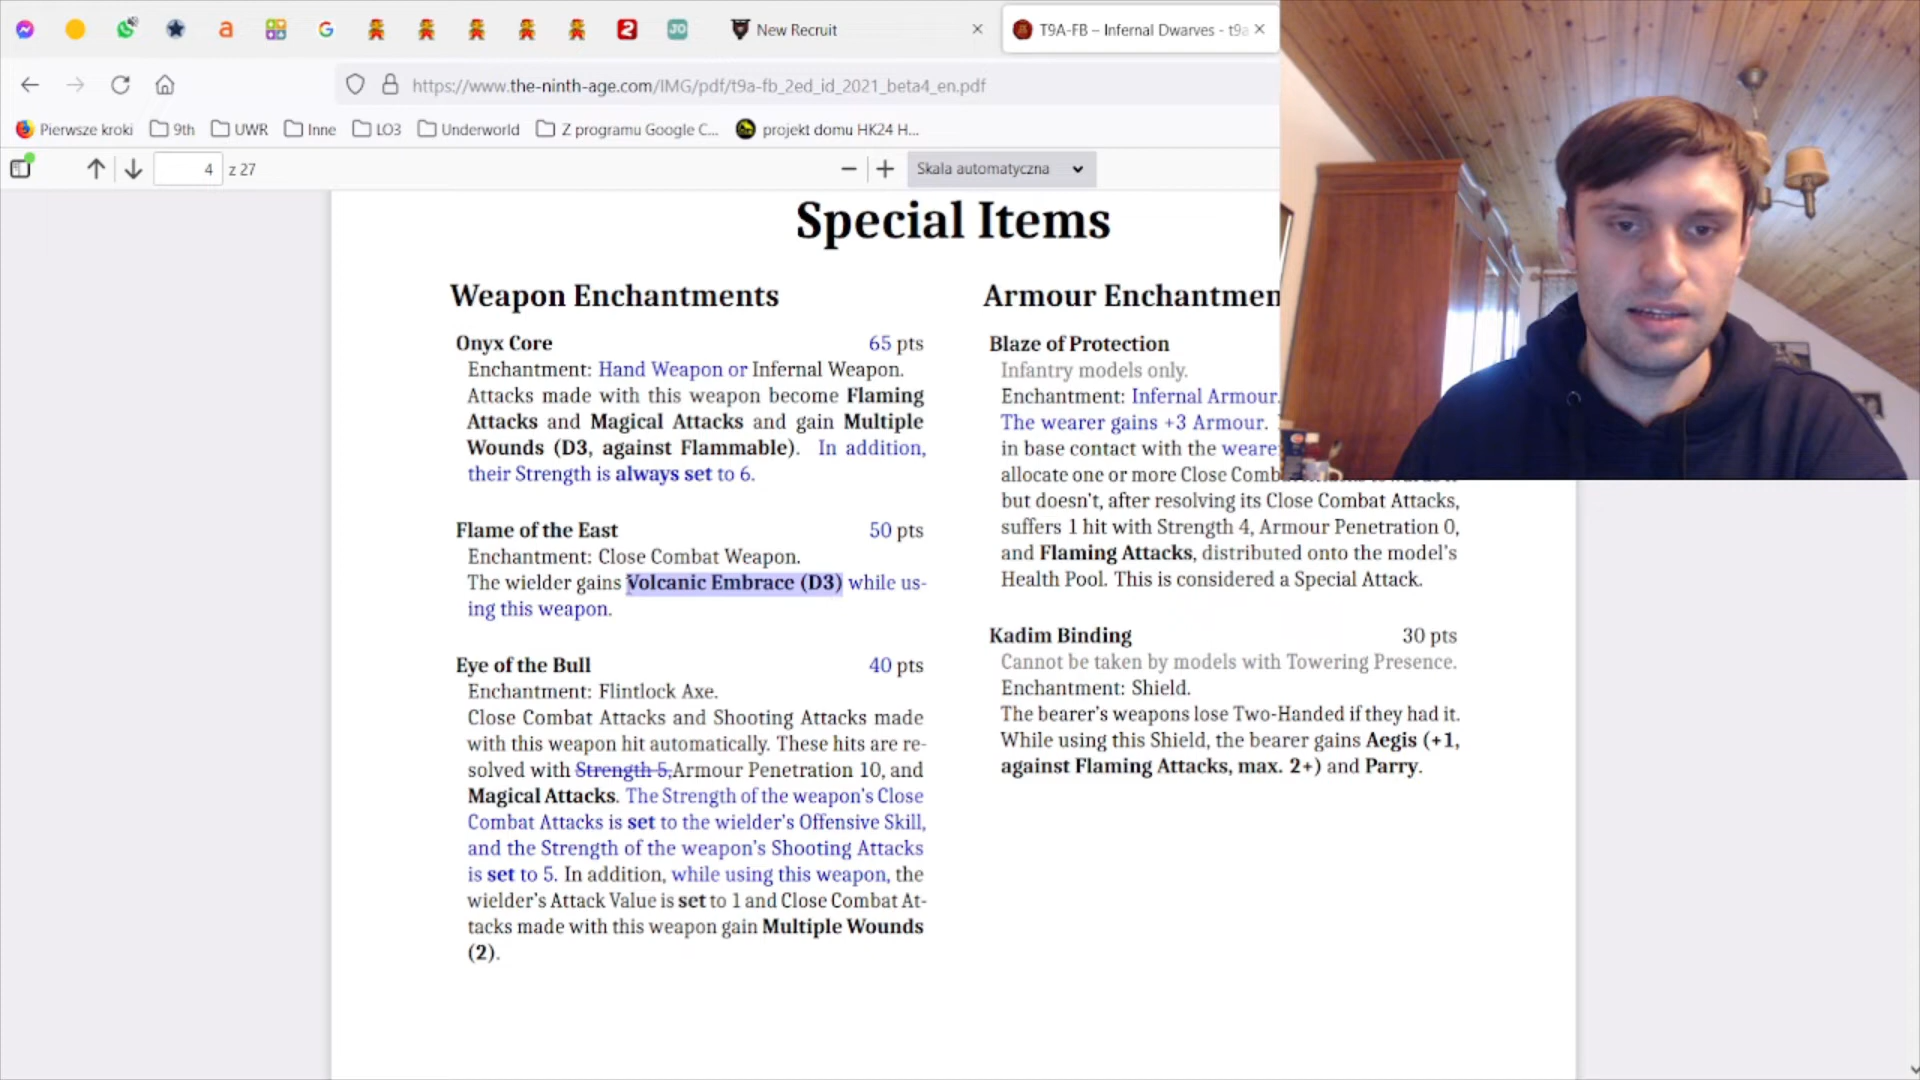 JO
2
New Recruit
T9A-FB – Infernal Dwarves - t9a
https://www.the-ninth-age.com/IMG/pdf/t9a-fb_2ed_id_2021_beta4_en.pdf
Pierwsze kroki
9th
UWR
Inne
LO3
Underworld
Z programu Google C...
projekt domu HK24 H...
4 z 27
Skala automatyczna
Special Items
Weapon Enchantments
Onyx Core 65 pts
Enchantment: Hand Weapon or Infernal Weapon.
Attacks made with this weapon become Flaming
Attacks and Magical Attacks and gain Multiple
Wounds (D3, against Flammable). In addition,
their Strength is always set to 6.
Flame of the East 50 pts
Enchantment: Close Combat Weapon.
The wielder gains Volcanic Embrace (D3) while us-
ing this weapon.
Eye of the Bull 40 pts
Enchantment: Flintlock Axe.
Close Combat Attacks and Shooting Attacks made
with this weapon hit automatically. These hits are re-
solved with Strength 5,Armour Penetration 10, and
Magical Attacks. The Strength of the weapon's Close
Combat Attacks is set to the wielder's Offensive Skill,
and the Strength of the weapon's Shooting Attacks
is set to 5. In addition, while using this weapon, the
wielder's Attack Value is set to 1 and Close Combat At-
tacks made with this weapon gain Multiple Wounds
(2).
Armour Enchantmen
Blaze of Protection
Infantry models only.
Enchantment: Infernal Armour.
The wearer gains +3 Armour.
in base contact with the weare
allocate one or more Close Comb
but doesn't, after resolving its Close Combat Attacks,
suffers 1 hit with Strength 4, Armour Penetration 0,
and Flaming Attacks, distributed onto the model's
Health Pool. This is considered a Special Attack.
Kadim Binding 30 pts
Cannot be taken by models with Towering Presence.
Enchantment: Shield.
The bearer's weapons lose Two-Handed if they had it.
While using this Shield, the bearer gains Aegis (+1,
against Flaming Attacks, max. 2+) and Parry.